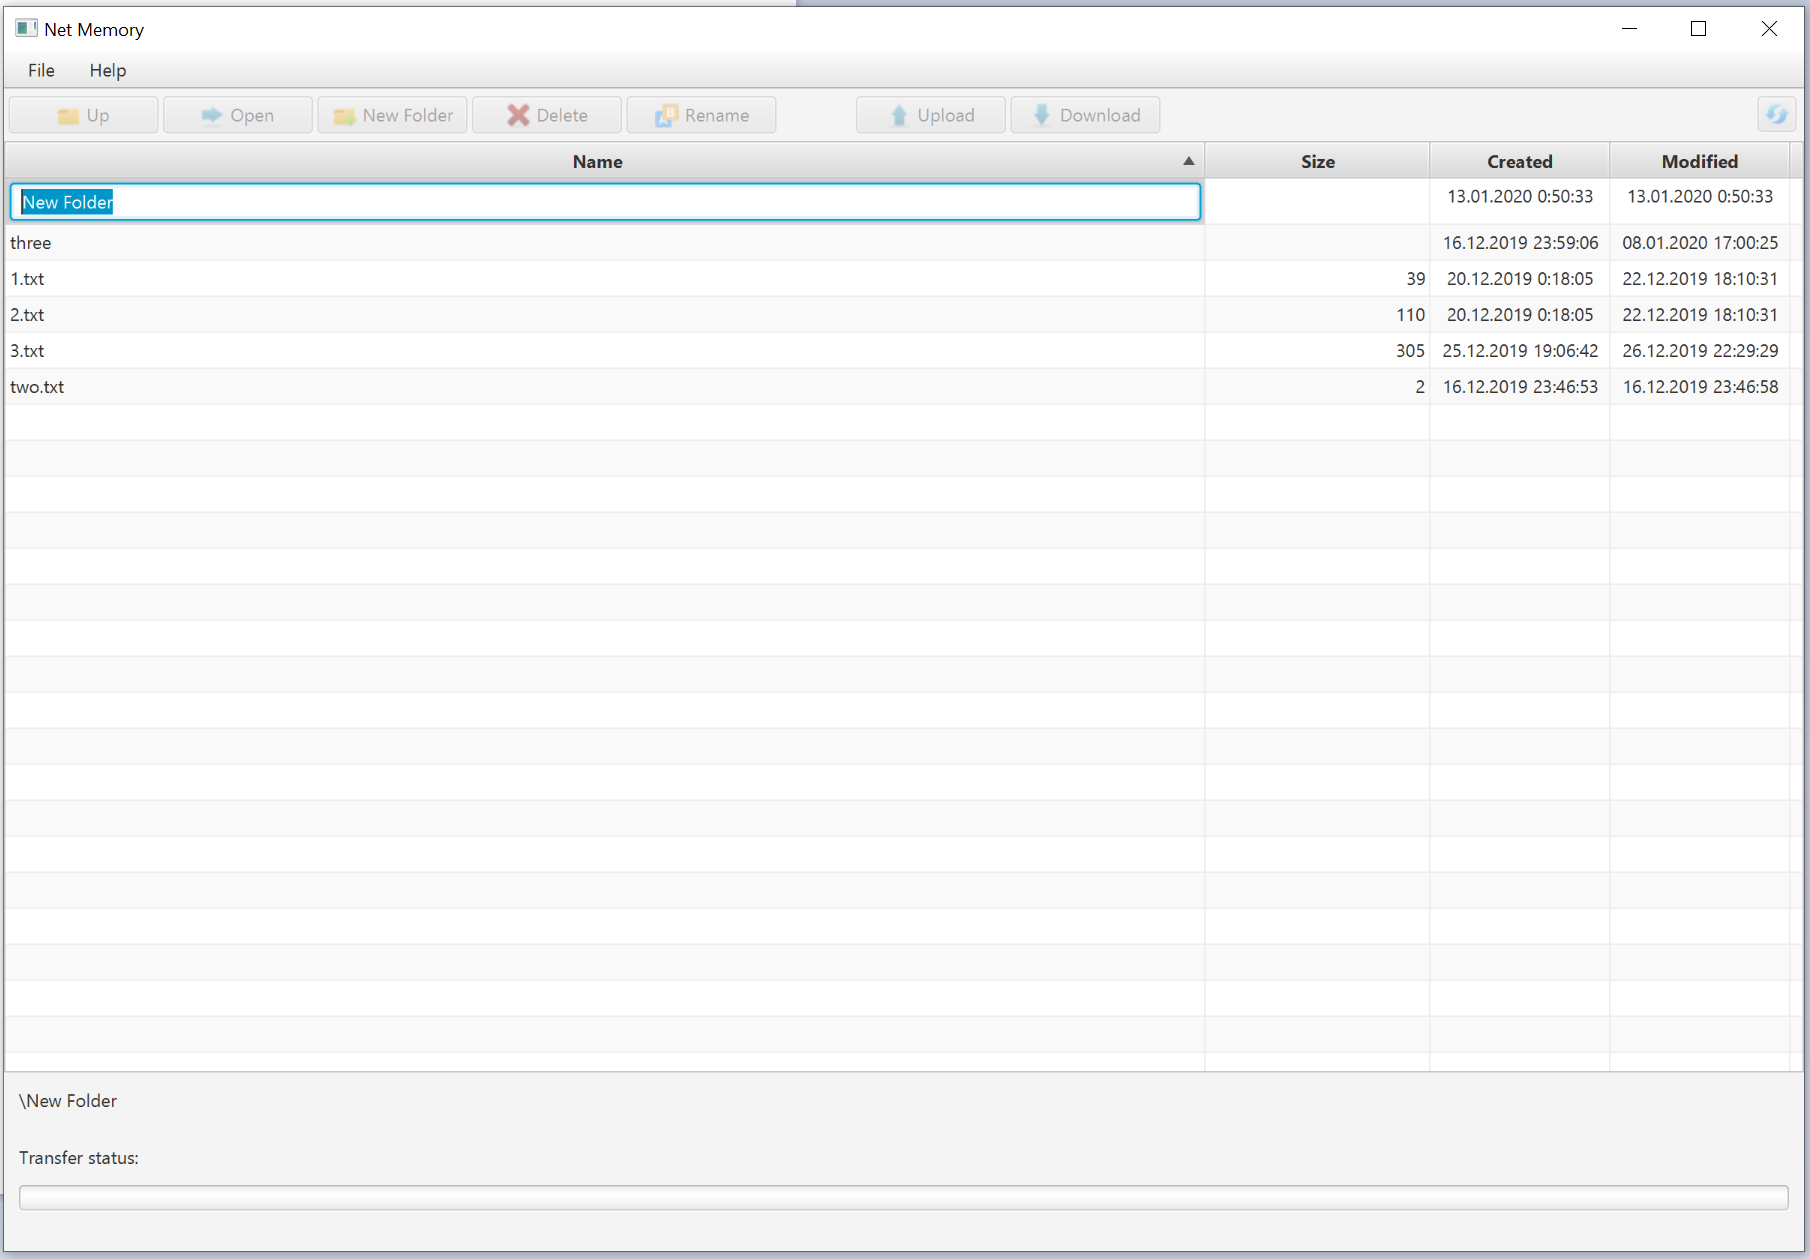 Net Memory
File Help
Up Open New Folder Delete Rename Upload Download
Name Size Created Modified
New Folder 13.01.2020 0:50:33 13.01.2020 0:50:33
three 16.12.2019 23:59:06 08.01.2020 17:00:25
1.txt 39 20.12.2019 0:18:05 22.12.2019 18:10:31
2.txt 110 20.12.2019 0:18:05 22.12.2019 18:10:31
3.txt 305 25.12.2019 19:06:42 26.12.2019 22:29:29
two.txt 2 16.12.2019 23:46:53 16.12.2019 23:46:58
\New Folder
Transfer status: